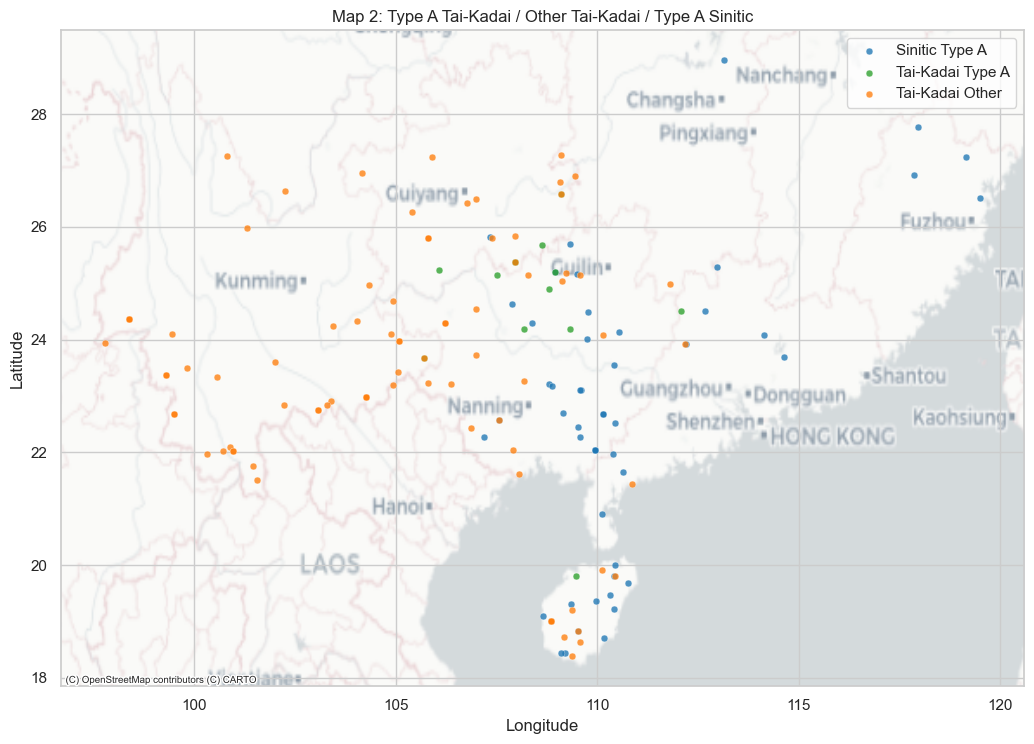 Map 2: Type A Tai-Kadai / Other Tai-Kadai / Type A Sinitic
Sinitic Type A
Tai-Kadai Type A
Tai-Kadai Other
Nanchang
Changsha
Pingxiang
Guiyang
Fuzhou
Guilin
Kunming
TAI
TA
Guangzhou
Dongguan
Shantou
Nanning
Shenzhen
Kaohsiung
HONG KONG
Hanoi
LAOS
28
26
24
22
20
18
Latitude
(C) OpenStreetMap contributors (C) CARTO
100
105
110
115
120
Longitude